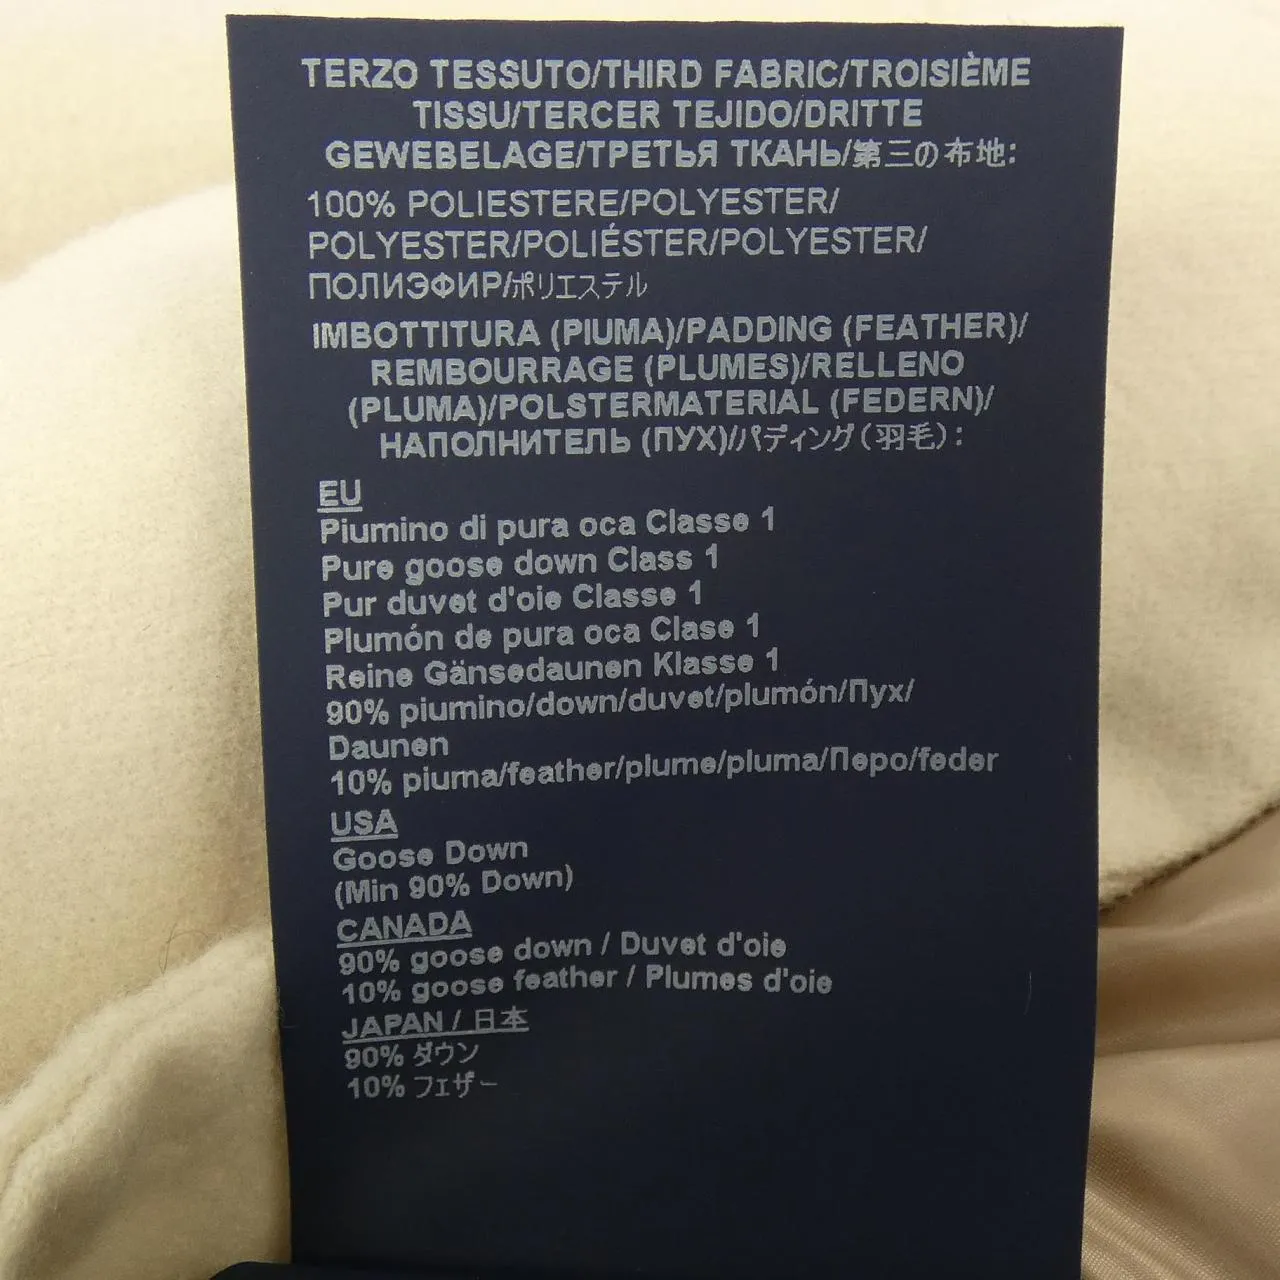 TERZO TESSUTO/THIRD FABRIC/TROISIÈME
TISSU/TERCER TEJIDO/DRITTE
GEWEBELAGE/ТРЕТЬЯ ТКАНЬ/第三の布地:
100% POLIESTERE/POLYESTER/
POLYESTER/POLIÉSTER/POLYESTER/
ПОЛИЭФИР/ポリエステル
IMBOTTITURA (PIUMA)/PADDING (FEATHER)/
REMBOURRAGE (PLUMES)/RELLENO
(PLUMA)/POLSTERMATERIAL (FEDERN)/
НАПОЛНИТЕЛЬ (ПУХ)/パディング(羽毛):
EU
Piumino di pura oca Classe 1
Pure goose down Class 1
Pur duvet d'oie Classe 1
Plumón de pura oca Clase 1
Reine Gänsedaunen Klasse 1
90% piumino/down/duvet/plumón/Пух/
Daunen
10% piuma/feather/plume/pluma/Перо/feder
USA
Goose Down
(Min 90% Down)
CANADA
90% goose down / Duvet d'oie
10% goose feather / Plumes d'oie
JAPAN / 日本
90% ダウン
10% フェザー